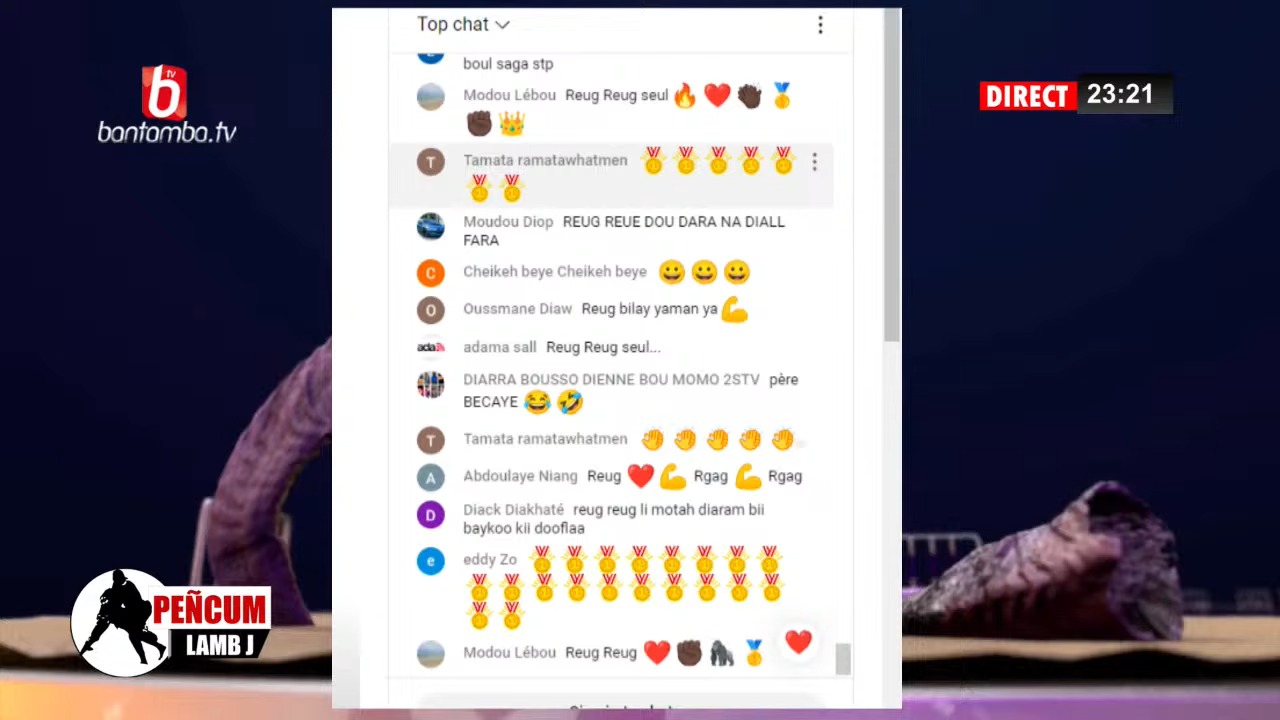 Top chat
boul saga stp
Modou Lébou Reug Reug seul
Tamata ramatawhatmen
Moudou Diop REUG REUE DOU DARA NA DIALL
FARA
Cheikeh beye Cheikeh beye
Oussmane Diaw Reug bilay yaman ya
adama sall Reug Reug seul...
DIARRA BOUSSO DIENNE BOU MOMO 2STV père
BECAYE
Tamata ramatawhatmen
Abdoulaye Niang Reug Rgag Rgag
Diack Diakhaté reug reug li motah diaram bii
baykoo kii dooflaa
eddy Zo
Modou Lébou Reug Reug
b tv
bantamba.tv
DIRECT 23:21
PEÑCUM
LAMB J
T
C
O
ada
T
A
D
e